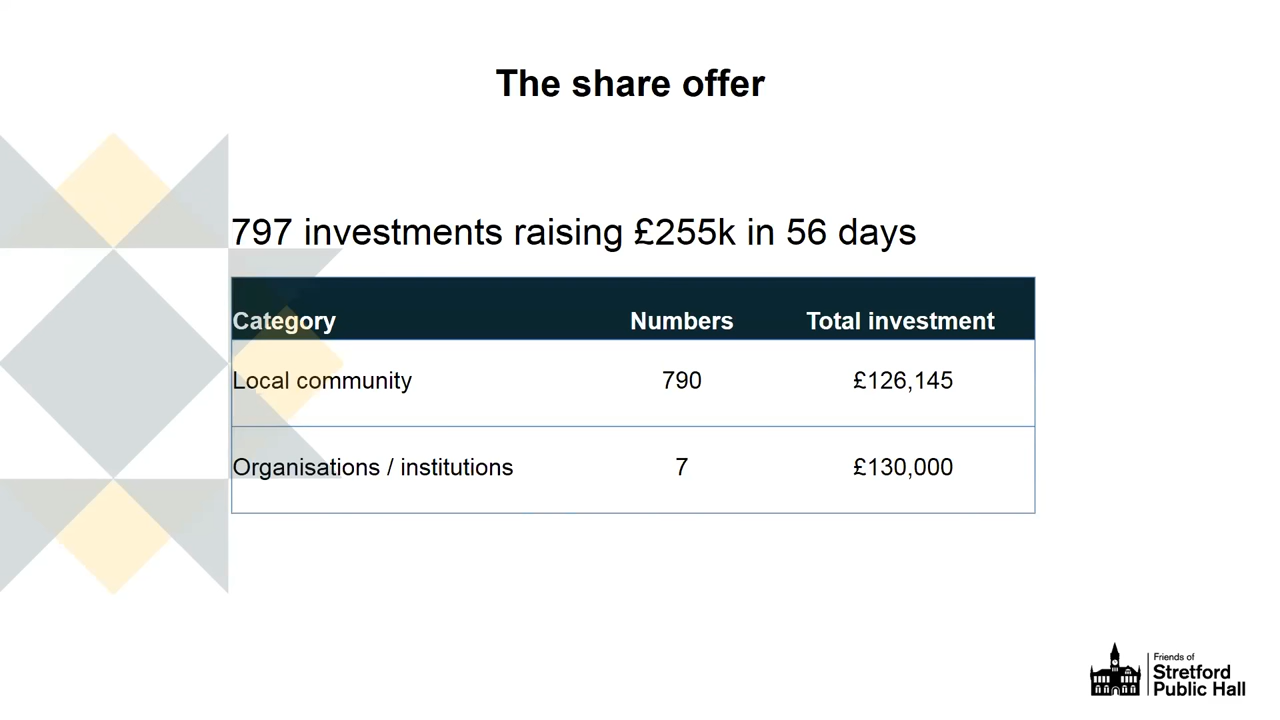 The share offer
797 investments raising £255k in 56 days
Category Numbers Total investment
Local community 790 £126,145
Organisations / institutions 7 £130,000
Friends of
Stretford
Public Hall